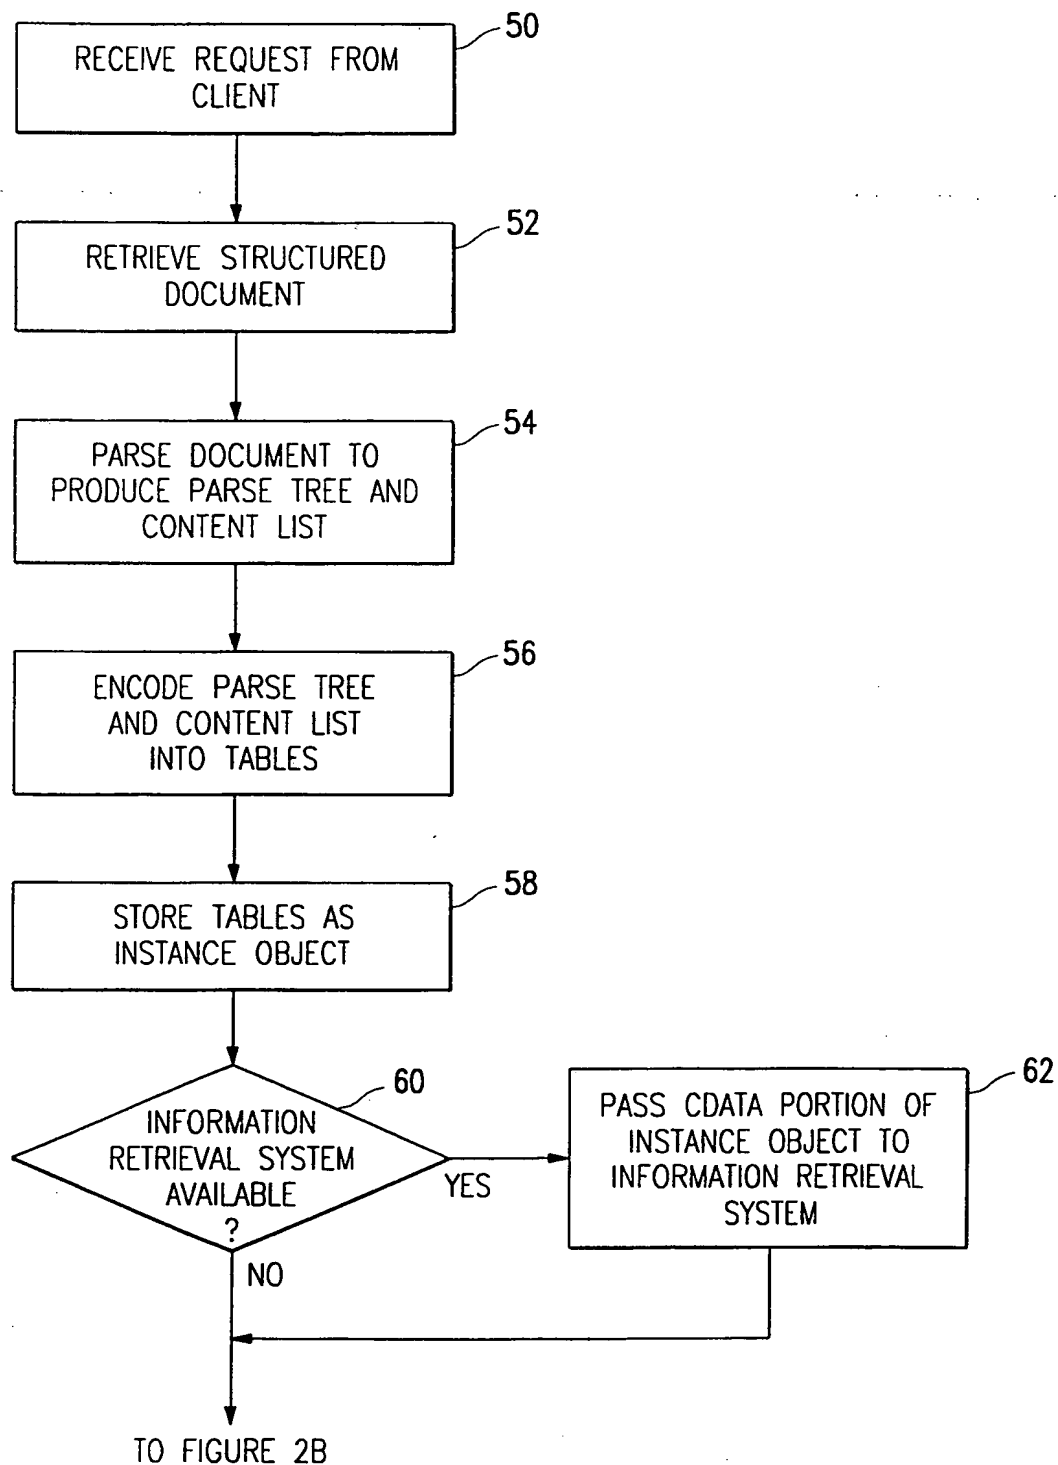 50
RECEIVE REQUEST FROM
CLIENT
52
RETRIEVE STRUCTURED
DOCUMENT
54
PARSE DOCUMENT TO
PRODUCE PARSE TREE AND
CONTENT LIST
56
ENCODE PARSE TREE
AND CONTENT LIST
INTO TABLES
58
STORE TABLES AS
INSTANCE OBJECT
60
INFORMATION
RETRIEVAL SYSTEM
AVAILABLE
?
YES
NO
62
PASS CDATA PORTION OF
INSTANCE OBJECT TO
INFORMATION RETRIEVAL
SYSTEM
TO FIGURE 2B